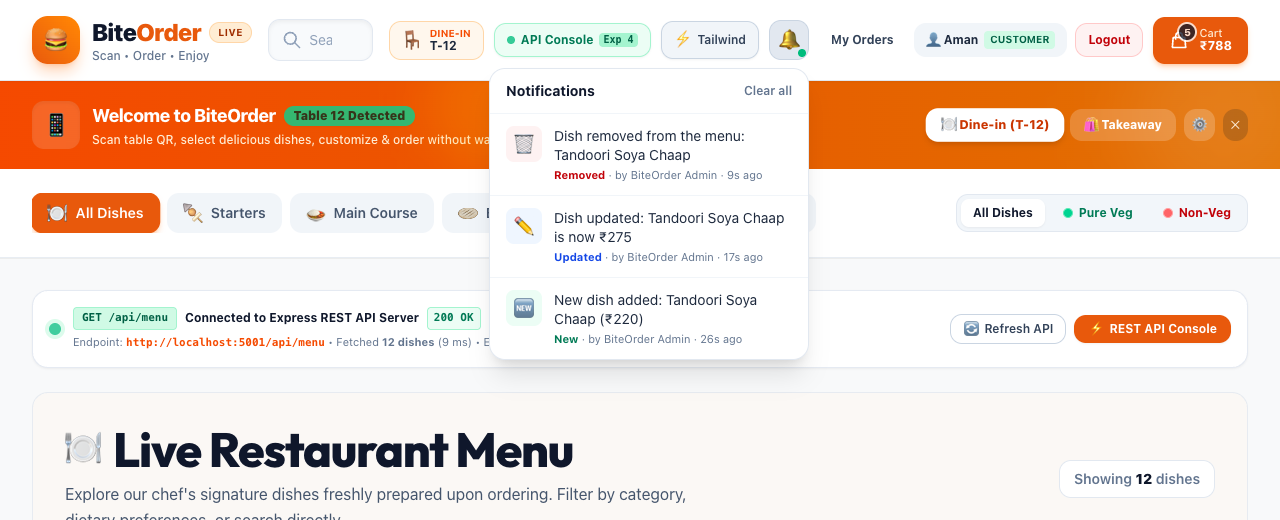 BiteOrder LIVE
Scan • Order • Enjoy
Sea
DINE-IN
T-12
API Console Exp 4
Tailwind
My Orders
Aman CUSTOMER
Logout
5
Cart
₹788
Welcome to BiteOrder Table 12 Detected
Scan table QR, select delicious dishes, customize & order without wa
Dine-in (T-12)
Takeaway
Notifications Clear all
Dish removed from the menu:
Tandoori Soya Chaap
Removed · by BiteOrder Admin · 9s ago
Dish updated: Tandoori Soya Chaap
is now ₹275
Updated · by BiteOrder Admin · 17s ago
NEW
New dish added: Tandoori Soya
Chaap (₹220)
New · by BiteOrder Admin · 26s ago
All Dishes
Starters
Main Course
All Dishes
Pure Veg
Non-Veg
GET /api/menu Connected to Express REST API Server 200 OK
Endpoint: http://localhost:5001/api/menu • Fetched 12 dishes (9 ms) • E
Refresh API
REST API Console
Live Restaurant Menu
Explore our chef's signature dishes freshly prepared upon ordering. Filter by category,
dietary preferences, or search directly.
Showing 12 dishes